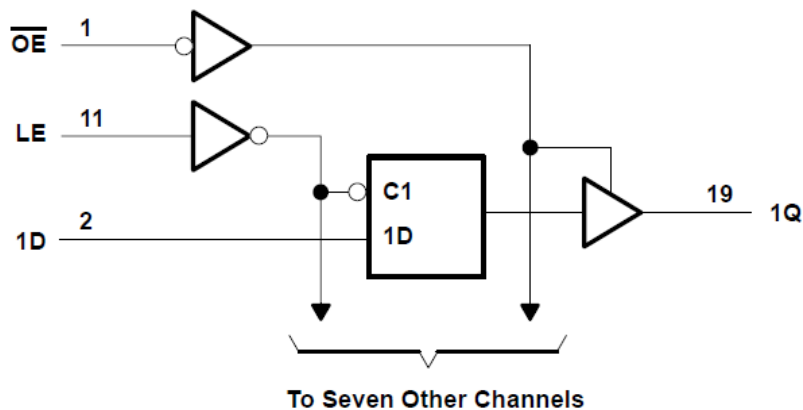 OE 1
LE 11
C1
1D 2 1D
19 1Q
To Seven Other Channels